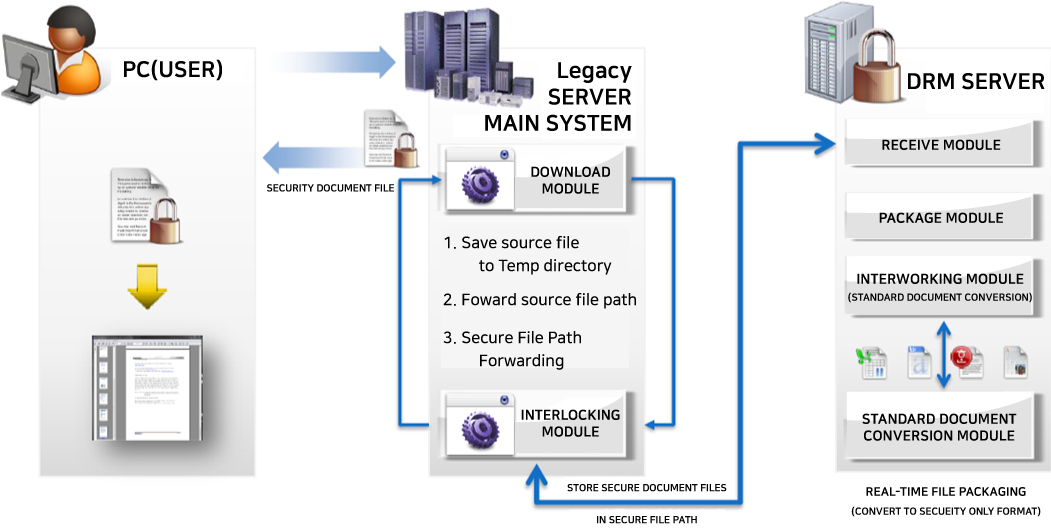 PC(USER)
Legacy
SERVER
MAIN SYSTEM
DRM SERVER
SECURITY DOCUMENT FILE
DOWNLOAD
MODULE
1. Save source file
to Temp directory
2. Foward source file path
3. Secure File Path
Forwarding
INTERLOCKING
MODULE
RECEIVE MODULE
PACKAGE MODULE
INTERWORKING MODULE
(STANDARD DOCUMENT CONVERSION)
STANDARD DOCUMENT
CONVERSION MODULE
STORE SECURE DOCUMENT FILES
IN SECURE FILE PATH
REAL-TIME FILE PACKAGING
(CONVERT TO SECUEITY ONLY FORMAT)